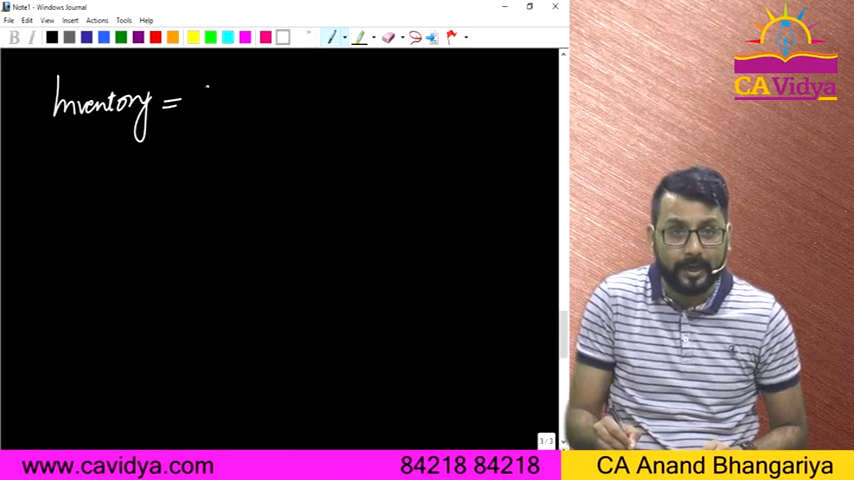 Note1 - Windows Journal
File Edit View Insert Actions Tools Help
B I
Inventory =
3 / 3
CA Vidya
www.cavidya.com 84218 84218 CA Anand Bhangariya